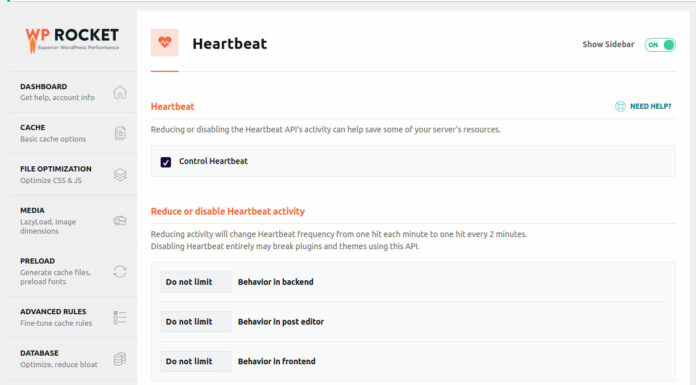 WP ROCKET
Superior WordPress Performance
DASHBOARD
Get help, account info
CACHE
Basic cache options
FILE OPTIMIZATION
Optimize CSS & JS
MEDIA
LazyLoad, image
dimensions
PRELOAD
Generate cache files,
preload fonts
ADVANCED RULES
Fine-tune cache rules
DATABASE
Optimize, reduce bloat
Heartbeat
Show Sidebar
ON
Heartbeat
NEED HELP?
Reducing or disabling the Heartbeat API's activity can help save some of your server's resources.
Control Heartbeat
Reduce or disable Heartbeat activity
Reducing activity will change Heartbeat frequency from one hit each minute to one hit every 2 minutes.
Disabling Heartbeat entirely may break plugins and themes using this API.
Do not limit Behavior in backend
Do not limit Behavior in post editor
Do not limit Behavior in frontend